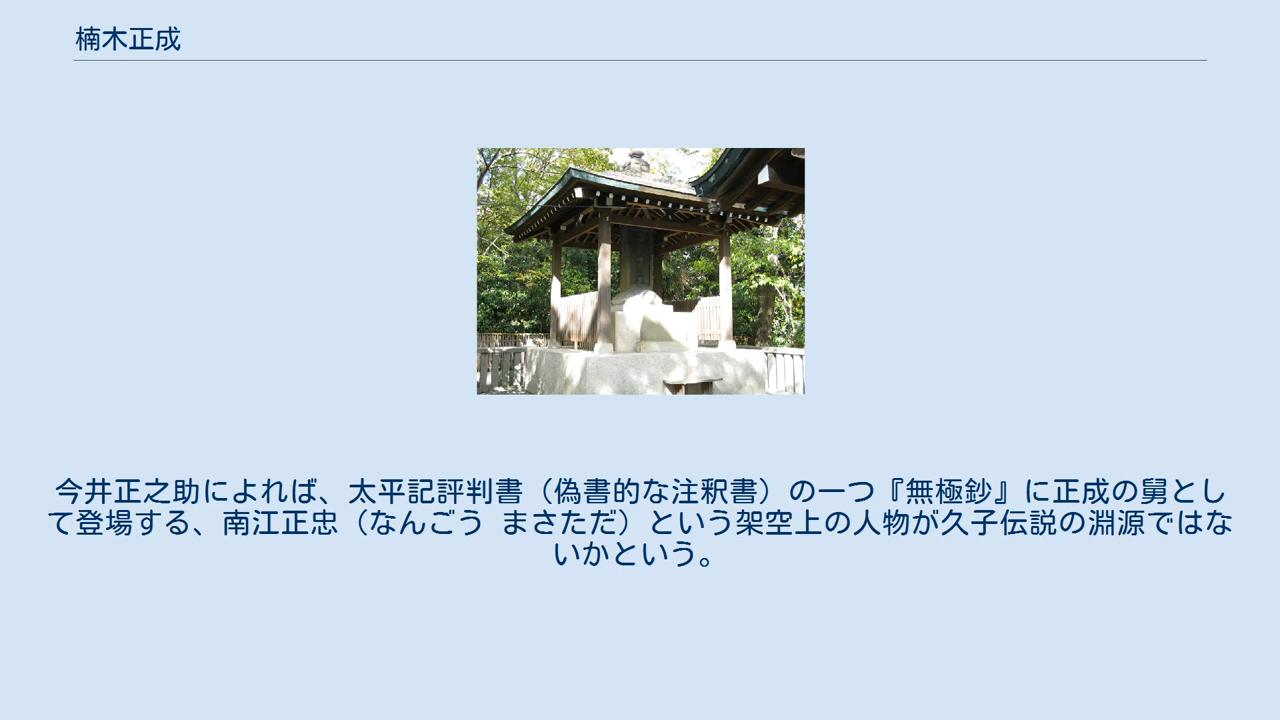 楠木正成
今井正之助によれば、太平記評判書（偽書的な注釈書）の一つ『無極鈔』に正成の舅とし
て登場する、南江正忠（なんごう まさただ）という架空上の人物が久子伝説の淵源ではな
いかという。